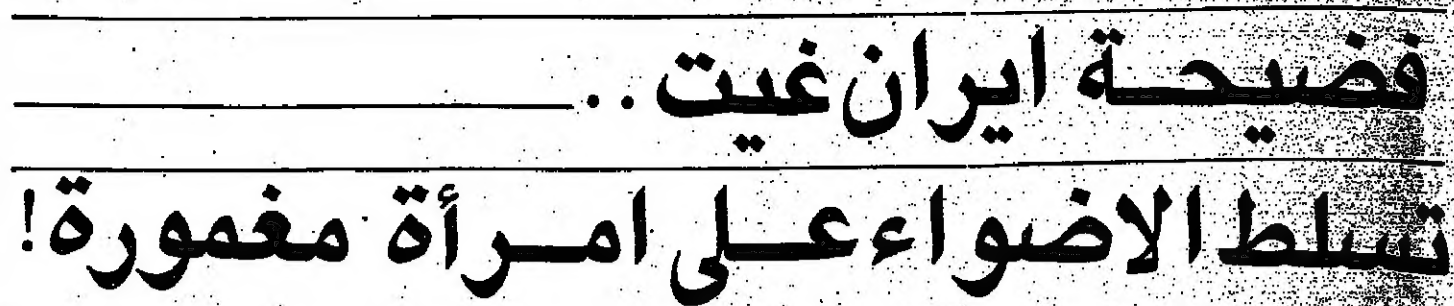 فضيحة ايران غيت ..
تسلط الاضواء على امرأة مغمورة!